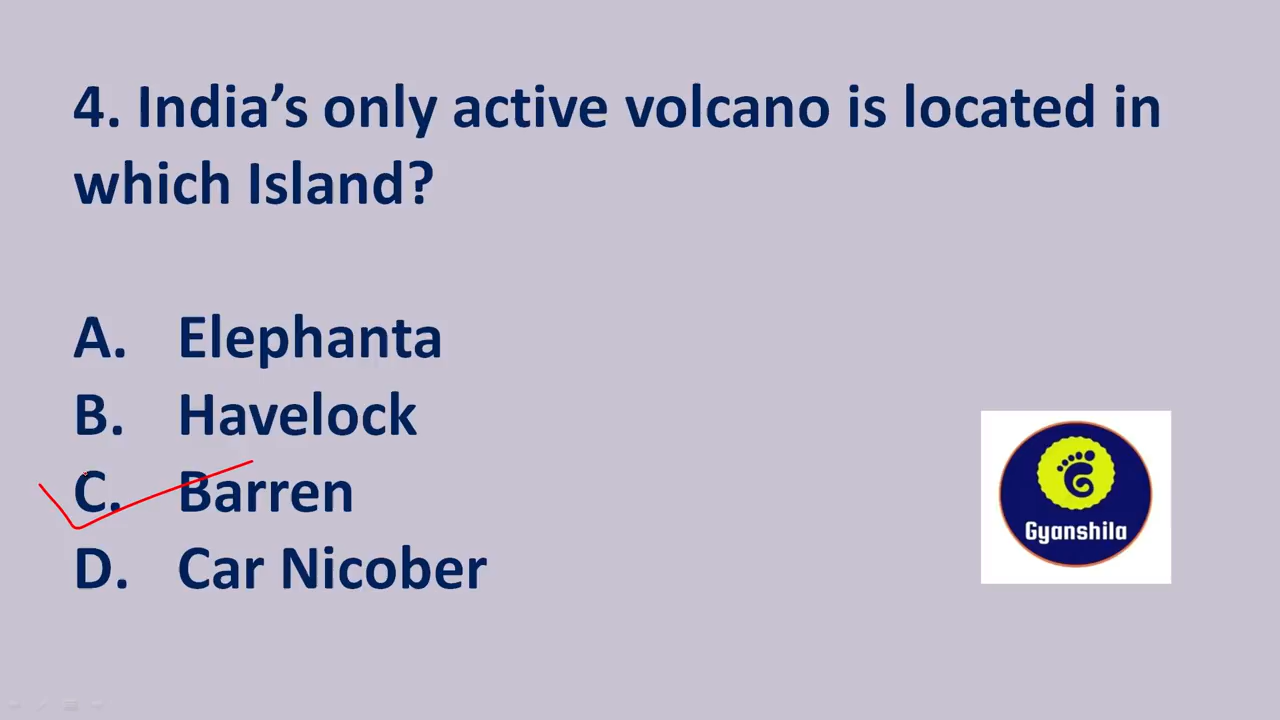 4. India’s only active volcano is located in
which Island?
A. Elephanta
B. Havelock
C. Barren
D. Car Nicober
Gyanshila